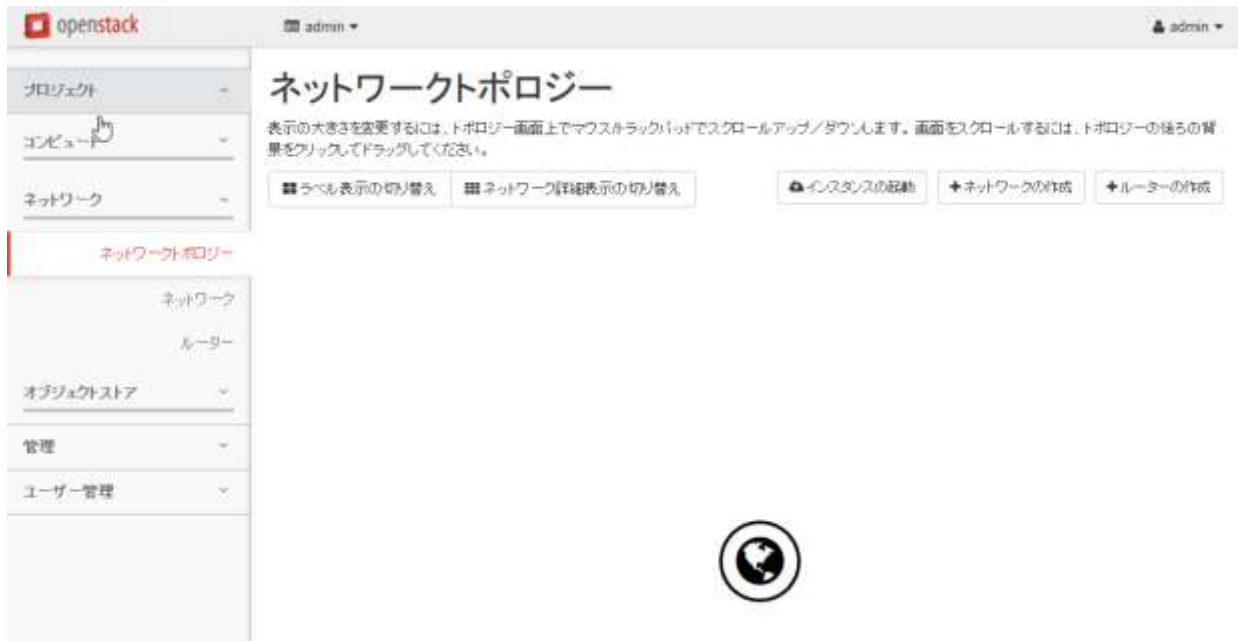 openstack
admin
admin
プロジェクト
コンピュート
ネットワーク
ネットワークトポロジー
ネットワーク
ルーター
オブジェクトストア
管理
ユーザー管理
ネットワークトポロジー
表示の大きさを変更するには、トポロジー画面上でマウスかトラックパッドでスクロールアップ/ダウンします。画面をスクロールするには、トポロジーの後ろの背
景をクリックしてドラッグしてください。
ラベル表示の切り替え
ネットワーク詳細表示の切り替え
インスタンスの起動
ネットワークの作成
ルーターの作成